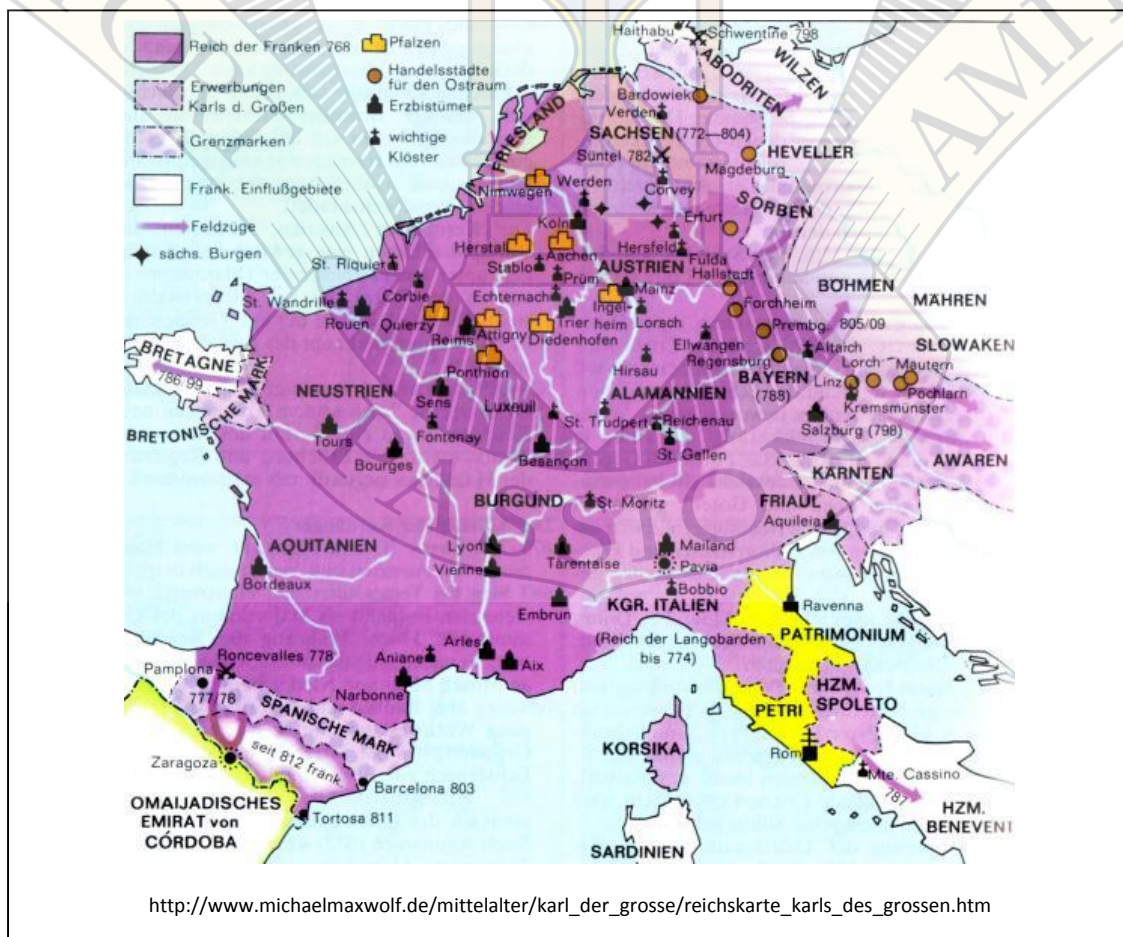 Reich der Franken 768
Erwerbungen
Karls d. Großen
Grenzmarken
Fränk. Einflußgebiete
Feldzüge
sächs. Burgen
Pfalzen
Handelsstädte
für den Ostraum
Erzbistümer
wichtige
Klöster
Haithabu
Schwentine 798
ABODRITEN
WILZEN
Bardowiek
Verden
FRIESLAND
SACHSEN (772—804)
Süntel 782
HEVELLER
Magdeburg
Nimwegen
Werden
Corvey
SORBEN
Köln
Erfurt
Herstal
Aachen
Hersfeld
Fulda
St. Riquier
Stablo
Prüm
AUSTRIEN
Hallstadt
BÖHMEN
MÄHREN
St. Wandrille
Corbie
Echternach
Mainz
Rouen
Quierzy
Reims
Attigny
Trier
Ingel-
heim
Lorsch
Forchheim
Diedenhofen
Prembg.
805/09
SLOWAKEN
BRETAGNE
786/99
Ponthion
Ellwangen
Regensburg
Altaich
Lorch
Mautern
Hirsau
BAYERN
(788)
Linz
Pöchlarn
NEUSTRIEN
Sens
Luxeuil
ALAMANNIEN
Kremsmünster
BRETONISCHE MARK
Tours
Fontenay
St. Trudpert
Reichenau
Salzburg (798)
Bourges
Besançon
St. Gallen
KÄRNTEN
AWAREN
BURGUND
St. Moritz
FRIAUL
Aquileia
AQUITANIEN
Lyon
Tarentaise
Mailand
Bordeaux
Vienne
Pavia
Bobbio
Embrun
KGR. ITALIEN
Ravenna
(Reich der Langobarden
bis 774)
PATRIMONIUM
Arles
Aniane
Aix
Pamplona
Roncevalles 778
777/78
Narbonne
SPANISCHE MARK
PETRI
HZM.
SPOLETO
seit 812 fränk.
Zaragoza
KORSIKA
Rom
Mte. Cassino
787
Barcelona 803
OMAIJADISCHES
EMIRAT von
CÓRDOBA
Tortosa 811
HZM.
BENEVENT
SARDINIEN
PASSION
http://www.michaelmaxwolf.de/mittelalter/karl_der_grosse/reichskarte_karls_des_grossen.htm